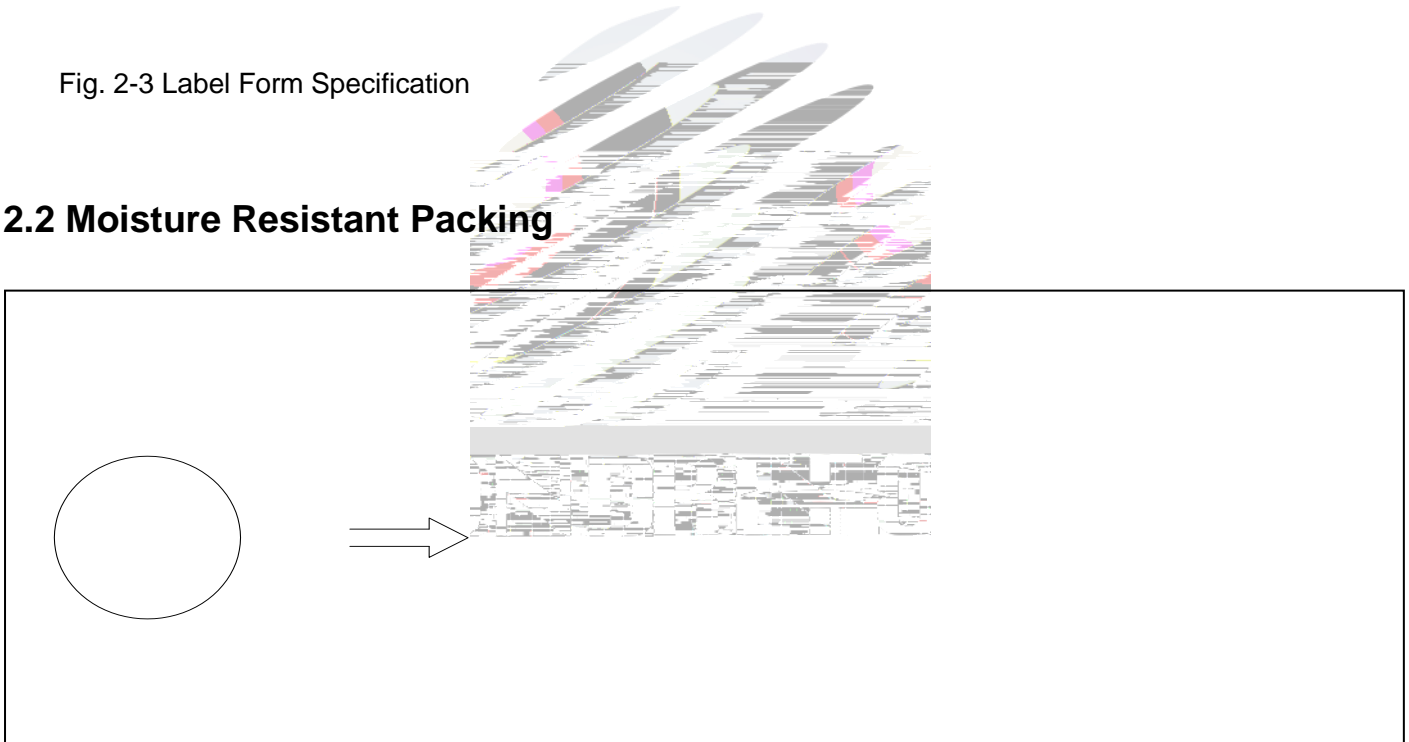 Fig. 2-3 Label Form Specification
2.2 Moisture Resistant Packing